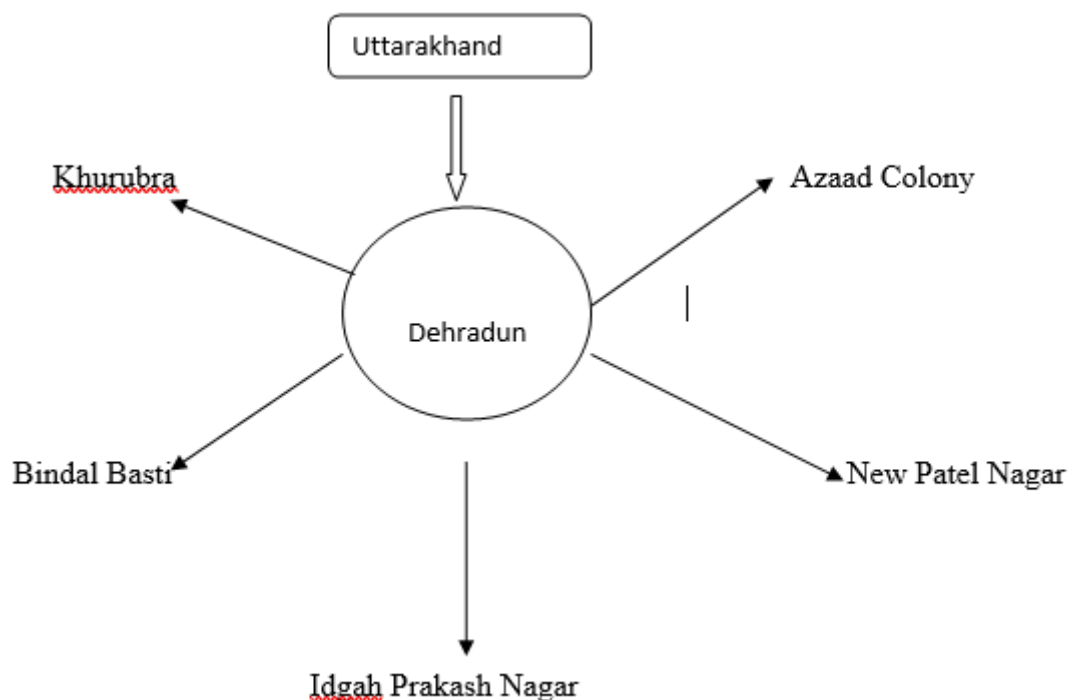 Uttarakhand
Khurubra
Azaad Colony
Dehradun
Bindal Basti
New Patel Nagar
Idgah Prakash Nagar